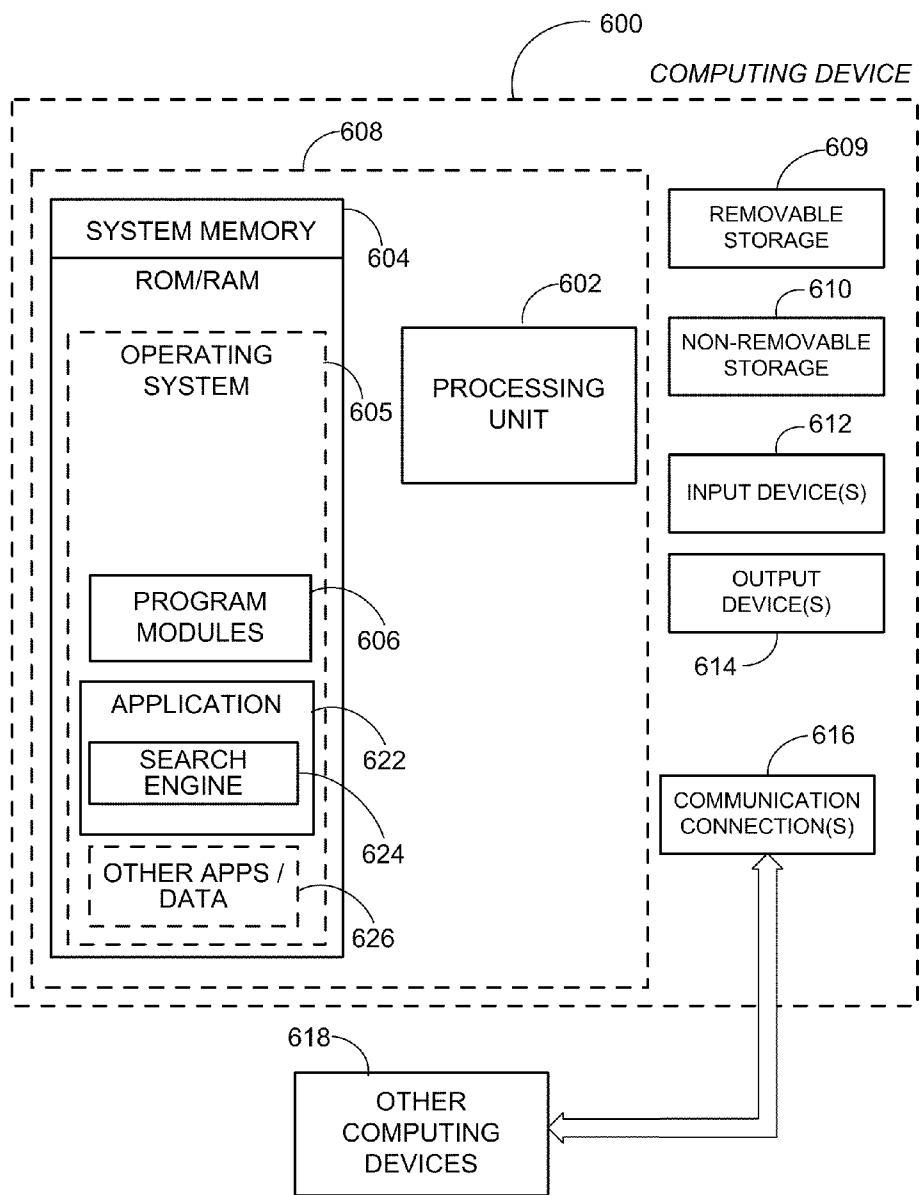 600
COMPUTING DEVICE
608
SYSTEM MEMORY
604
ROM/RAM
OPERATING
SYSTEM
605
PROGRAM
MODULES
606
APPLICATION
622
SEARCH
ENGINE
624
OTHER APPS /
DATA
626
602
PROCESSING
UNIT
609
REMOVABLE
STORAGE
610
NON-REMOVABLE
STORAGE
612
INPUT DEVICE(S)
OUTPUT
DEVICE(S)
614
616
COMMUNICATION
CONNECTION(S)
618
OTHER
COMPUTING
DEVICES